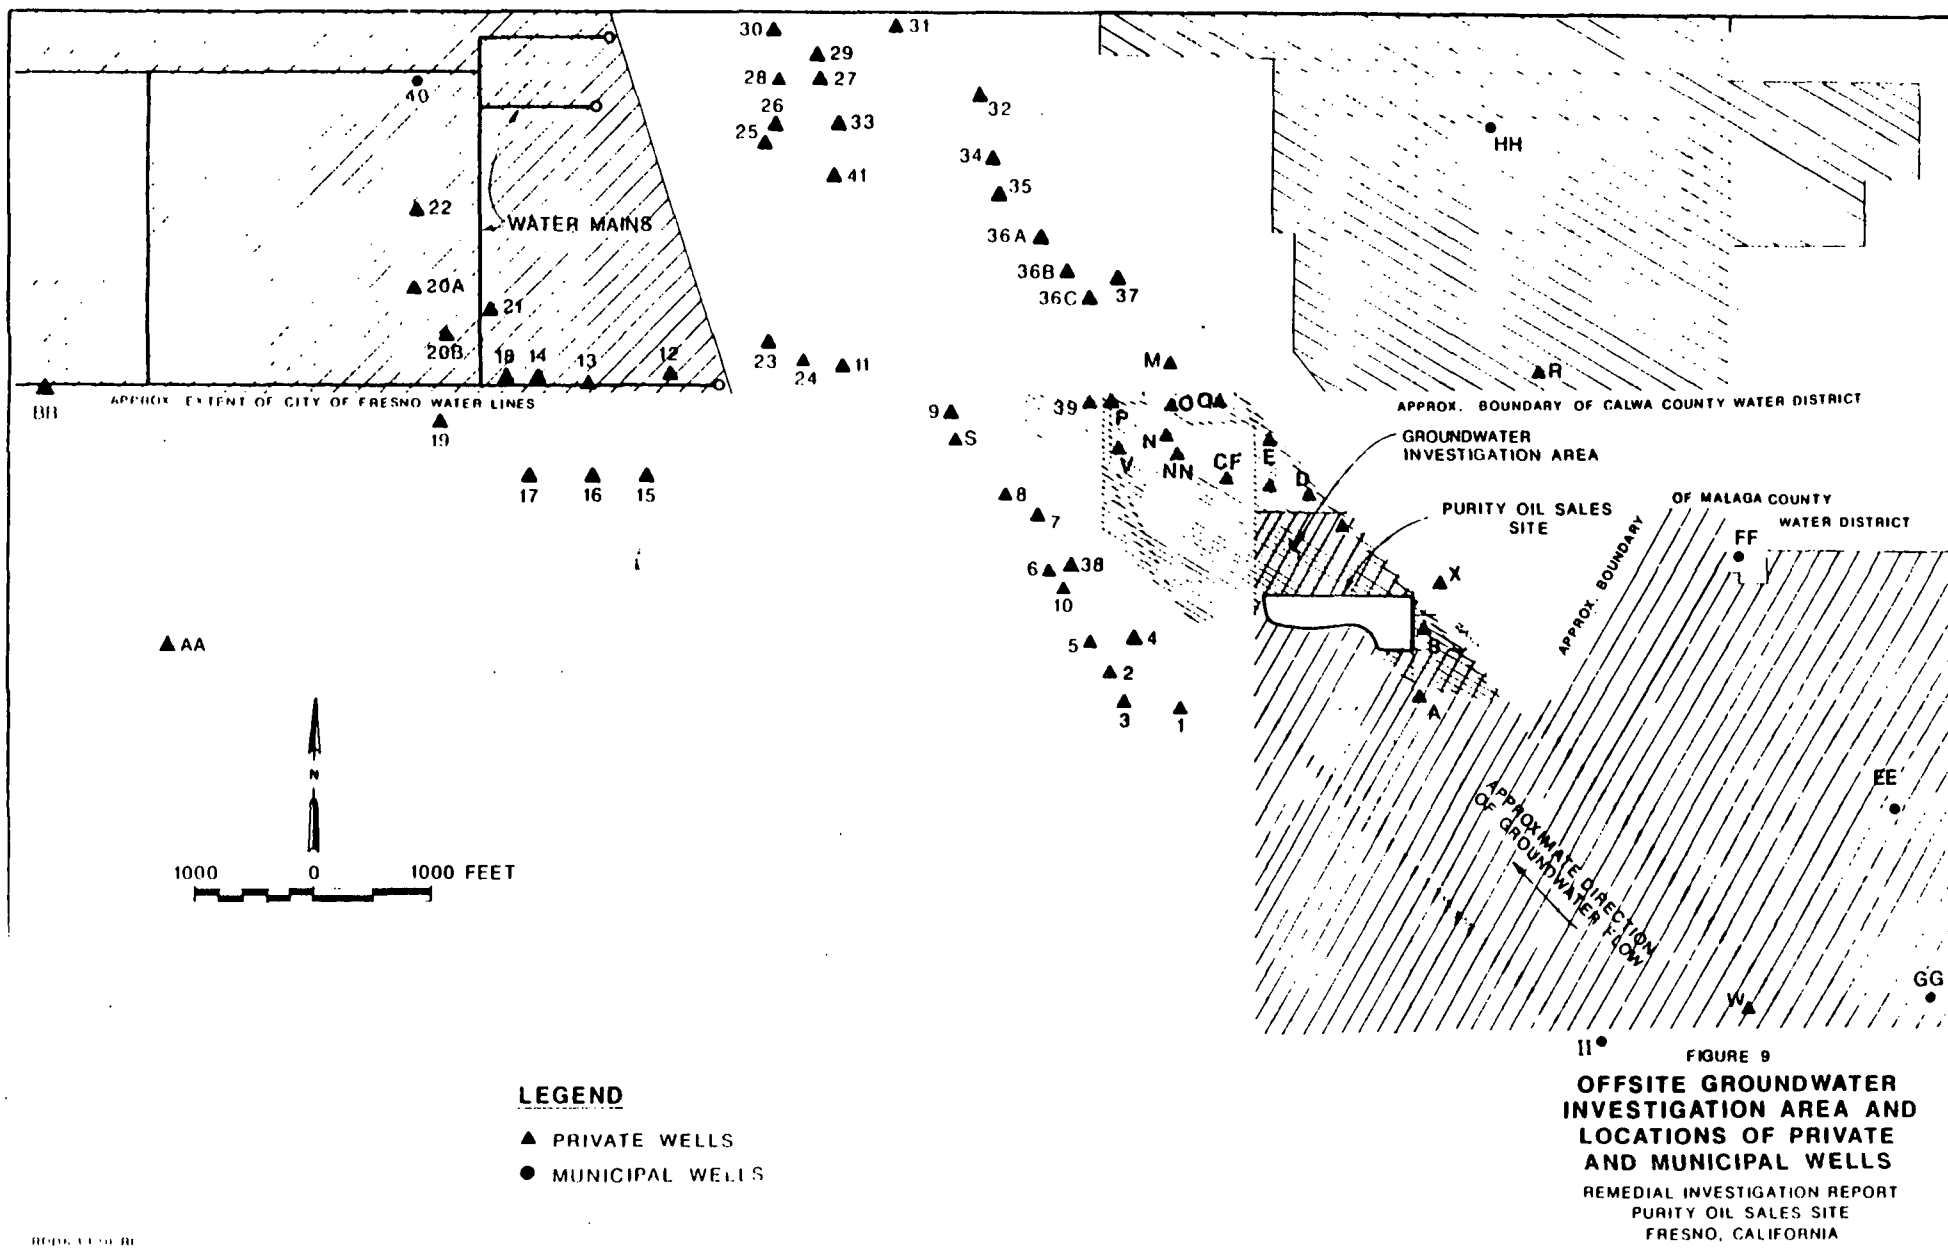 30
31
29
28
27
26
32
40
25
33
34
HH
41
35
22
WATER MAINS
36A
36B
37
20A
36C
21
20B
18
14
13
12
23
24
11
M
R
BB
APPROX. EXTENT OF CITY OF FRESNO WATER LINES
APPROX. BOUNDARY OF CALWA COUNTY WATER DISTRICT
9
39
P
O
Q
19
S
N
E
GROUNDWATER
INVESTIGATION AREA
V
NN
CF
D
17
16
15
8
7
PURITY OIL SALES
SITE
APPROX. BOUNDARY
OF MALAGA COUNTY
WATER DISTRICT
FF
6
38
X
10
AA
5
4
B
2
3
1
A
N
EE
APPROXIMATE DIRECTION
OF GROUNDWATER FLOW
1000 0 1000 FEET
W
GG
II
LEGEND
PRIVATE WELLS
MUNICIPAL WELLS
FIGURE 9
OFFSITE GROUNDWATER
INVESTIGATION AREA AND
LOCATIONS OF PRIVATE
AND MUNICIPAL WELLS
REMEDIAL INVESTIGATION REPORT
PURITY OIL SALES SITE
FRESNO, CALIFORNIA